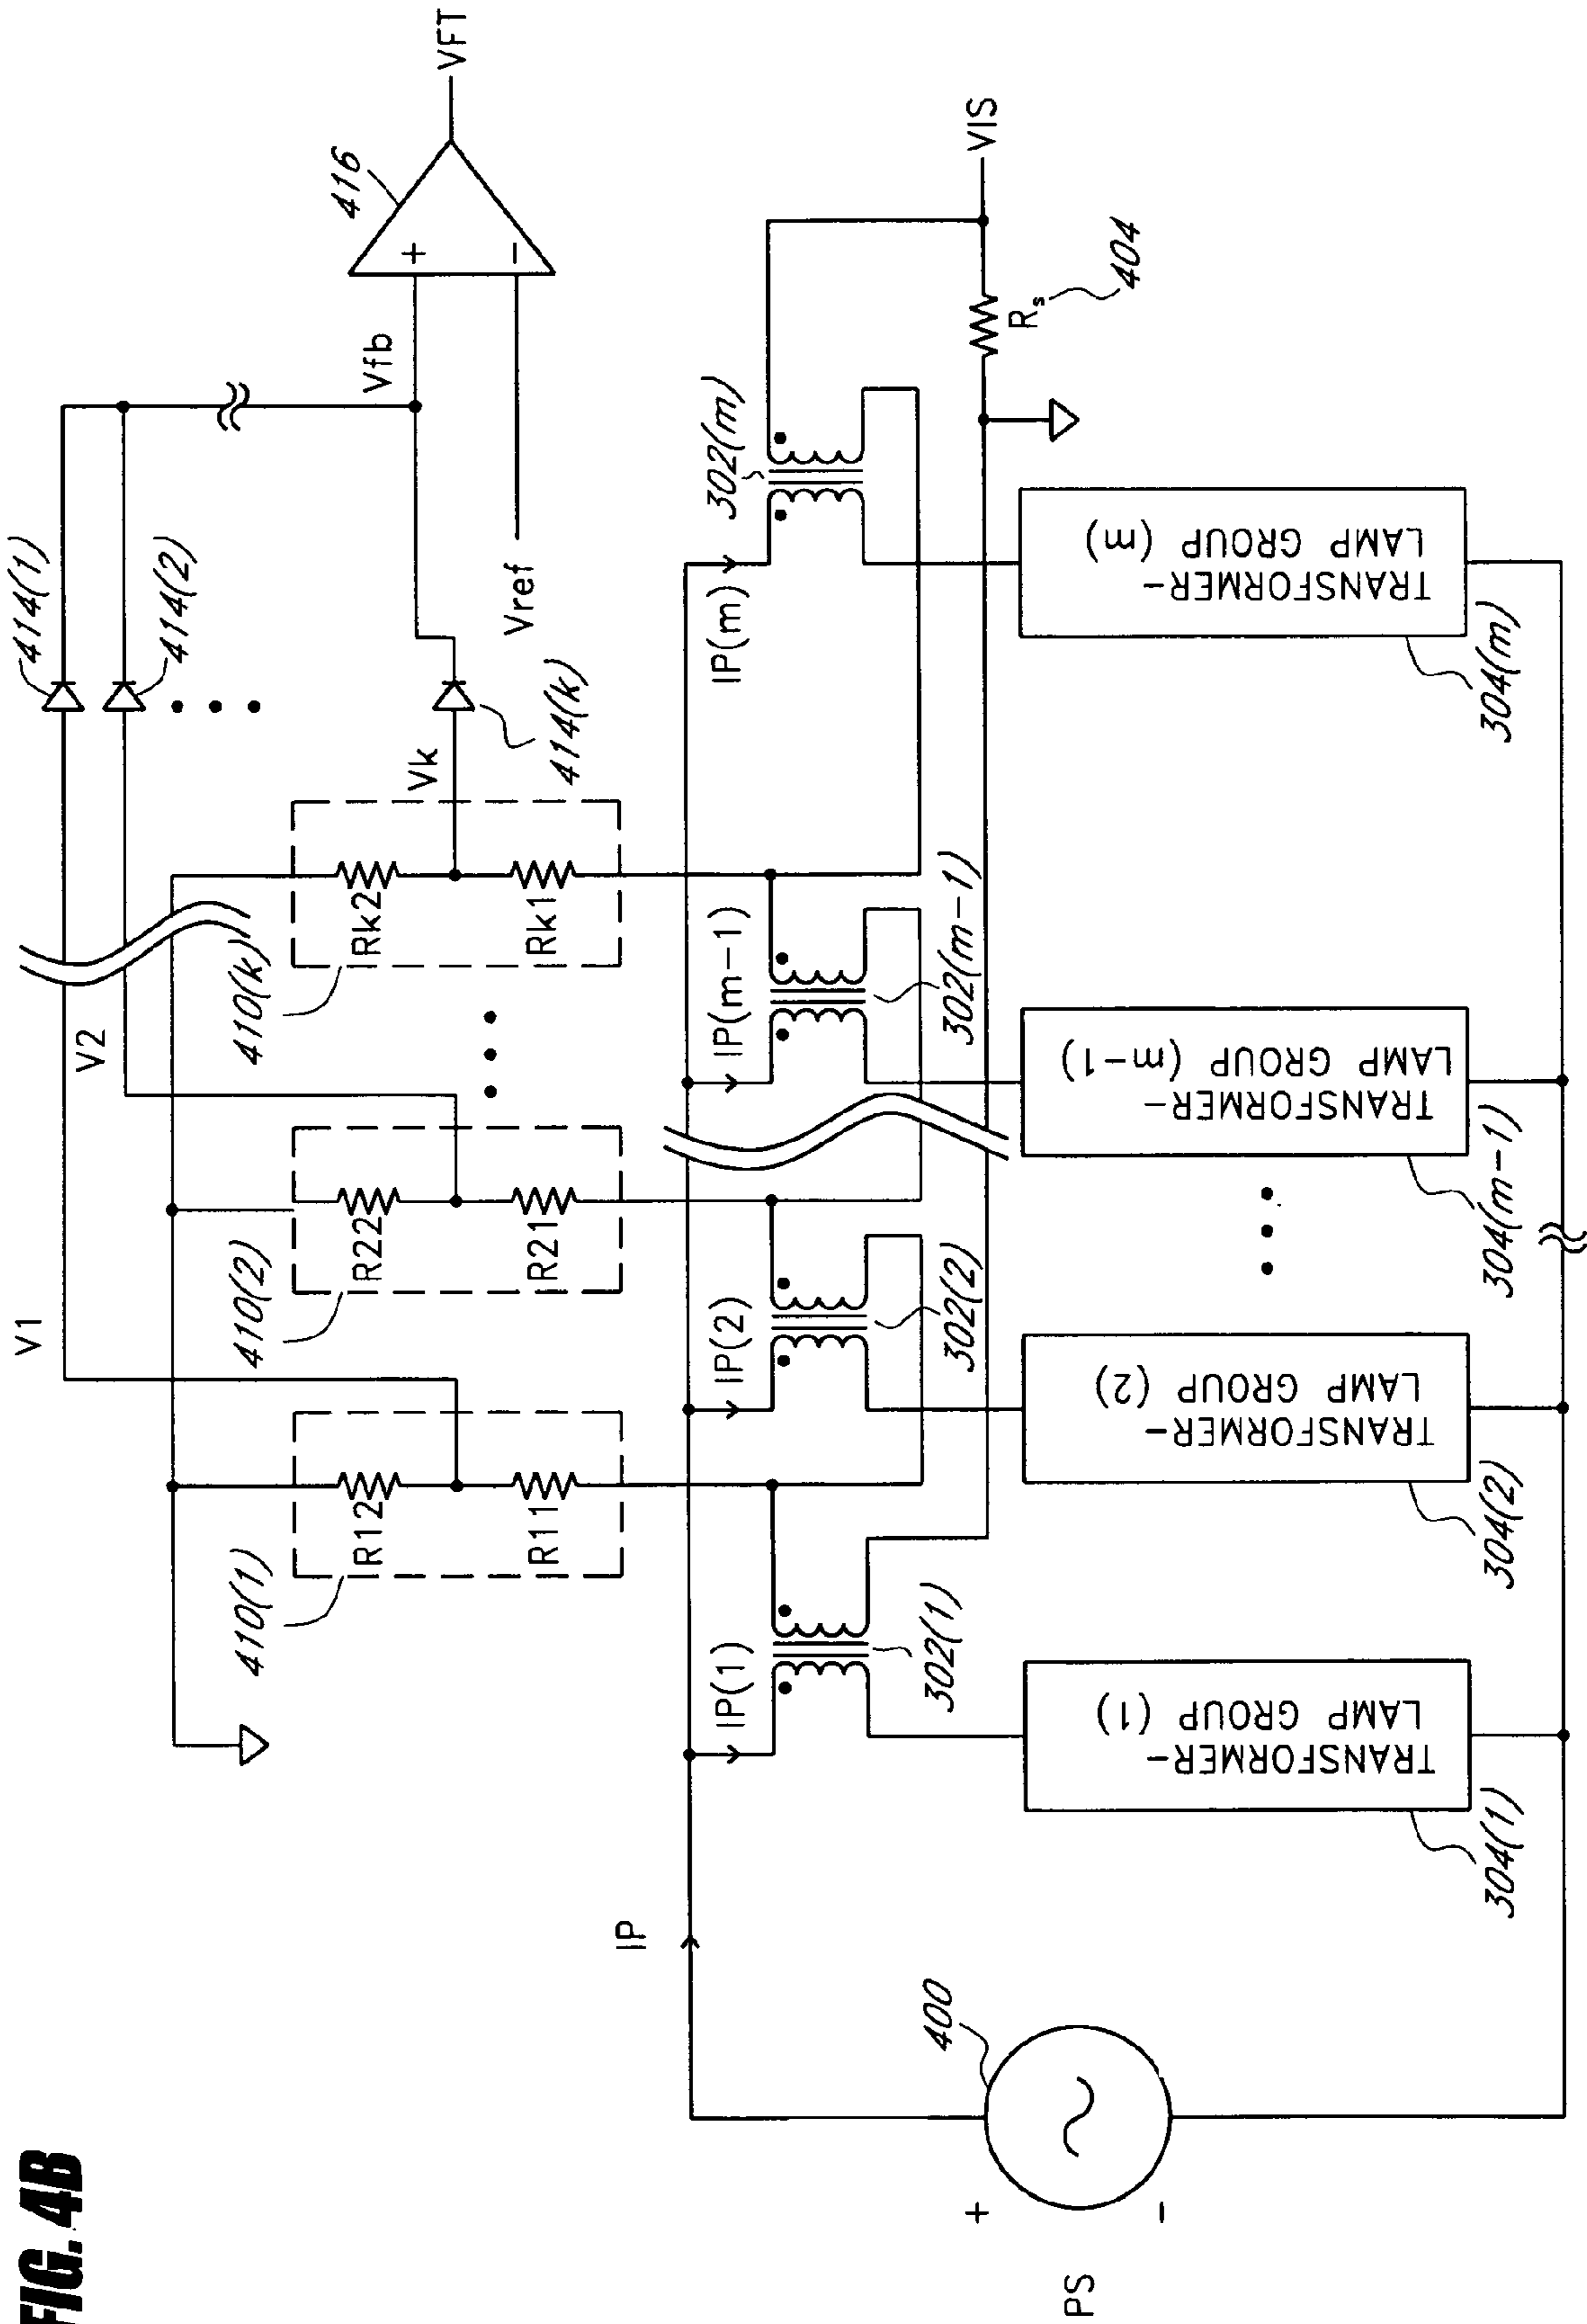 FIG. 4B
V1
V2
414(1)
414(2)
414(k)
Vk
Vfb
Vref
416
+
-
VFT
410(1)
R12
R11
410(2)
R22
R21
410(k)
Rk2
Rk1
IP
IP(1)
302(1)
IP(2)
302(2)
IP(m-1)
302(m-1)
IP(m)
302(m)
VIS
Rs
404
PS
+
-
400
TRANSFORMER-
LAMP GROUP (1)
304(1)
TRANSFORMER-
LAMP GROUP (2)
304(2)
TRANSFORMER-
LAMP GROUP (m-1)
304(m-1)
TRANSFORMER-
LAMP GROUP (m)
304(m)